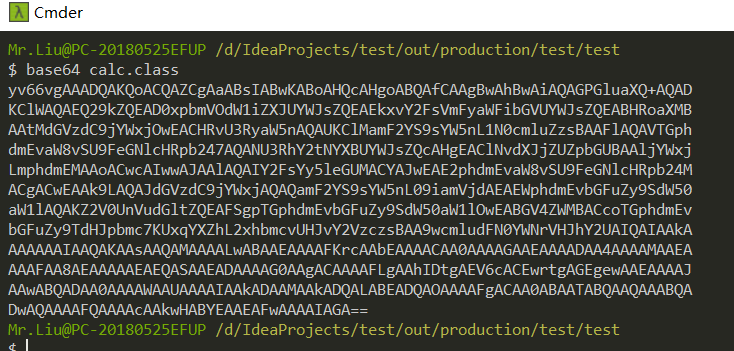 Cmder
Mr.Liu@PC-20180525EFUP /d/IdeaProjects/test/out/production/test/test
$ base64 calc.class
yv66vgAAADQAKQoACQAZCgAaABsIABwKABoAHQcAHgoABQAfCAAgBwAhBwAiAQAGPGluaXQ+AQAD
KClWAQAEQ29kZQEAD0xpbmVOdW1iZXJUYWJsZQEAEkxvY2FsVmFyaWFibGVUYWJsZQEABHRoaXMB
AAtMdGVzdC9jYWxjOwEACHRvU3RyaW5nAQAUKClMamF2YS9sYW5nL1N0cmluZzsBAAFlAQAVTGph
dmEvaW8vSU9FeGNlcHRpb247AQANU3RhY2tNYXBUYWJsZQcAHgEAClNvdXJjZUZpbGUBAAljYWxj
LmphdmEMAAoACwcAIwwAJAAlAQAIY2FsYy5leGUMACYAJwEAE2phdmEvaW8vSU9FeGNlcHRpb24M
ACgACwEAAk9LAQAJdGVzdC9jYWxjAQAQamF2YS9sYW5nL09iamVjdAEAEWphdmEvbGFuZy9SdW50
aW1lAQAKZ2V0UnVudGltZQEAFSgpTGphdmEvbGFuZy9SdW50aW1lOwEABGV4ZWMBACcoTGphdmEv
bGFuZy9TdHJpbmc7KUxqYXZhL2xhbmcvUHJvY2VzczsBAA9wcmludFN0YWNrVHJhY2UAIQAIAAkA
AAAAAAIAAQAKAAsAAQAMAAAALwABAAEAAAAFKrcAAbEAAAACAA0AAAAGAAEAAAADAA4AAAAMAAEA
AAAFAA8AEAAAAAEAEQASAAEADAAAAG0AAgACAAAAFLgAAhIDtgAEV6cACEwrtgAGEgewAAEAAAAJ
AAwABQADAA0AAAAWAAUAAAAIAAkADAAMAAkADQALABEADQAOAAAAFgACAA0ABAATABQAAQAAABQA
DwAQAAAAFQAAAAcAAkwHABYEAAEAFwAAAAIAGA==
Mr.Liu@PC-20180525EFUP /d/IdeaProjects/test/out/production/test/test
$